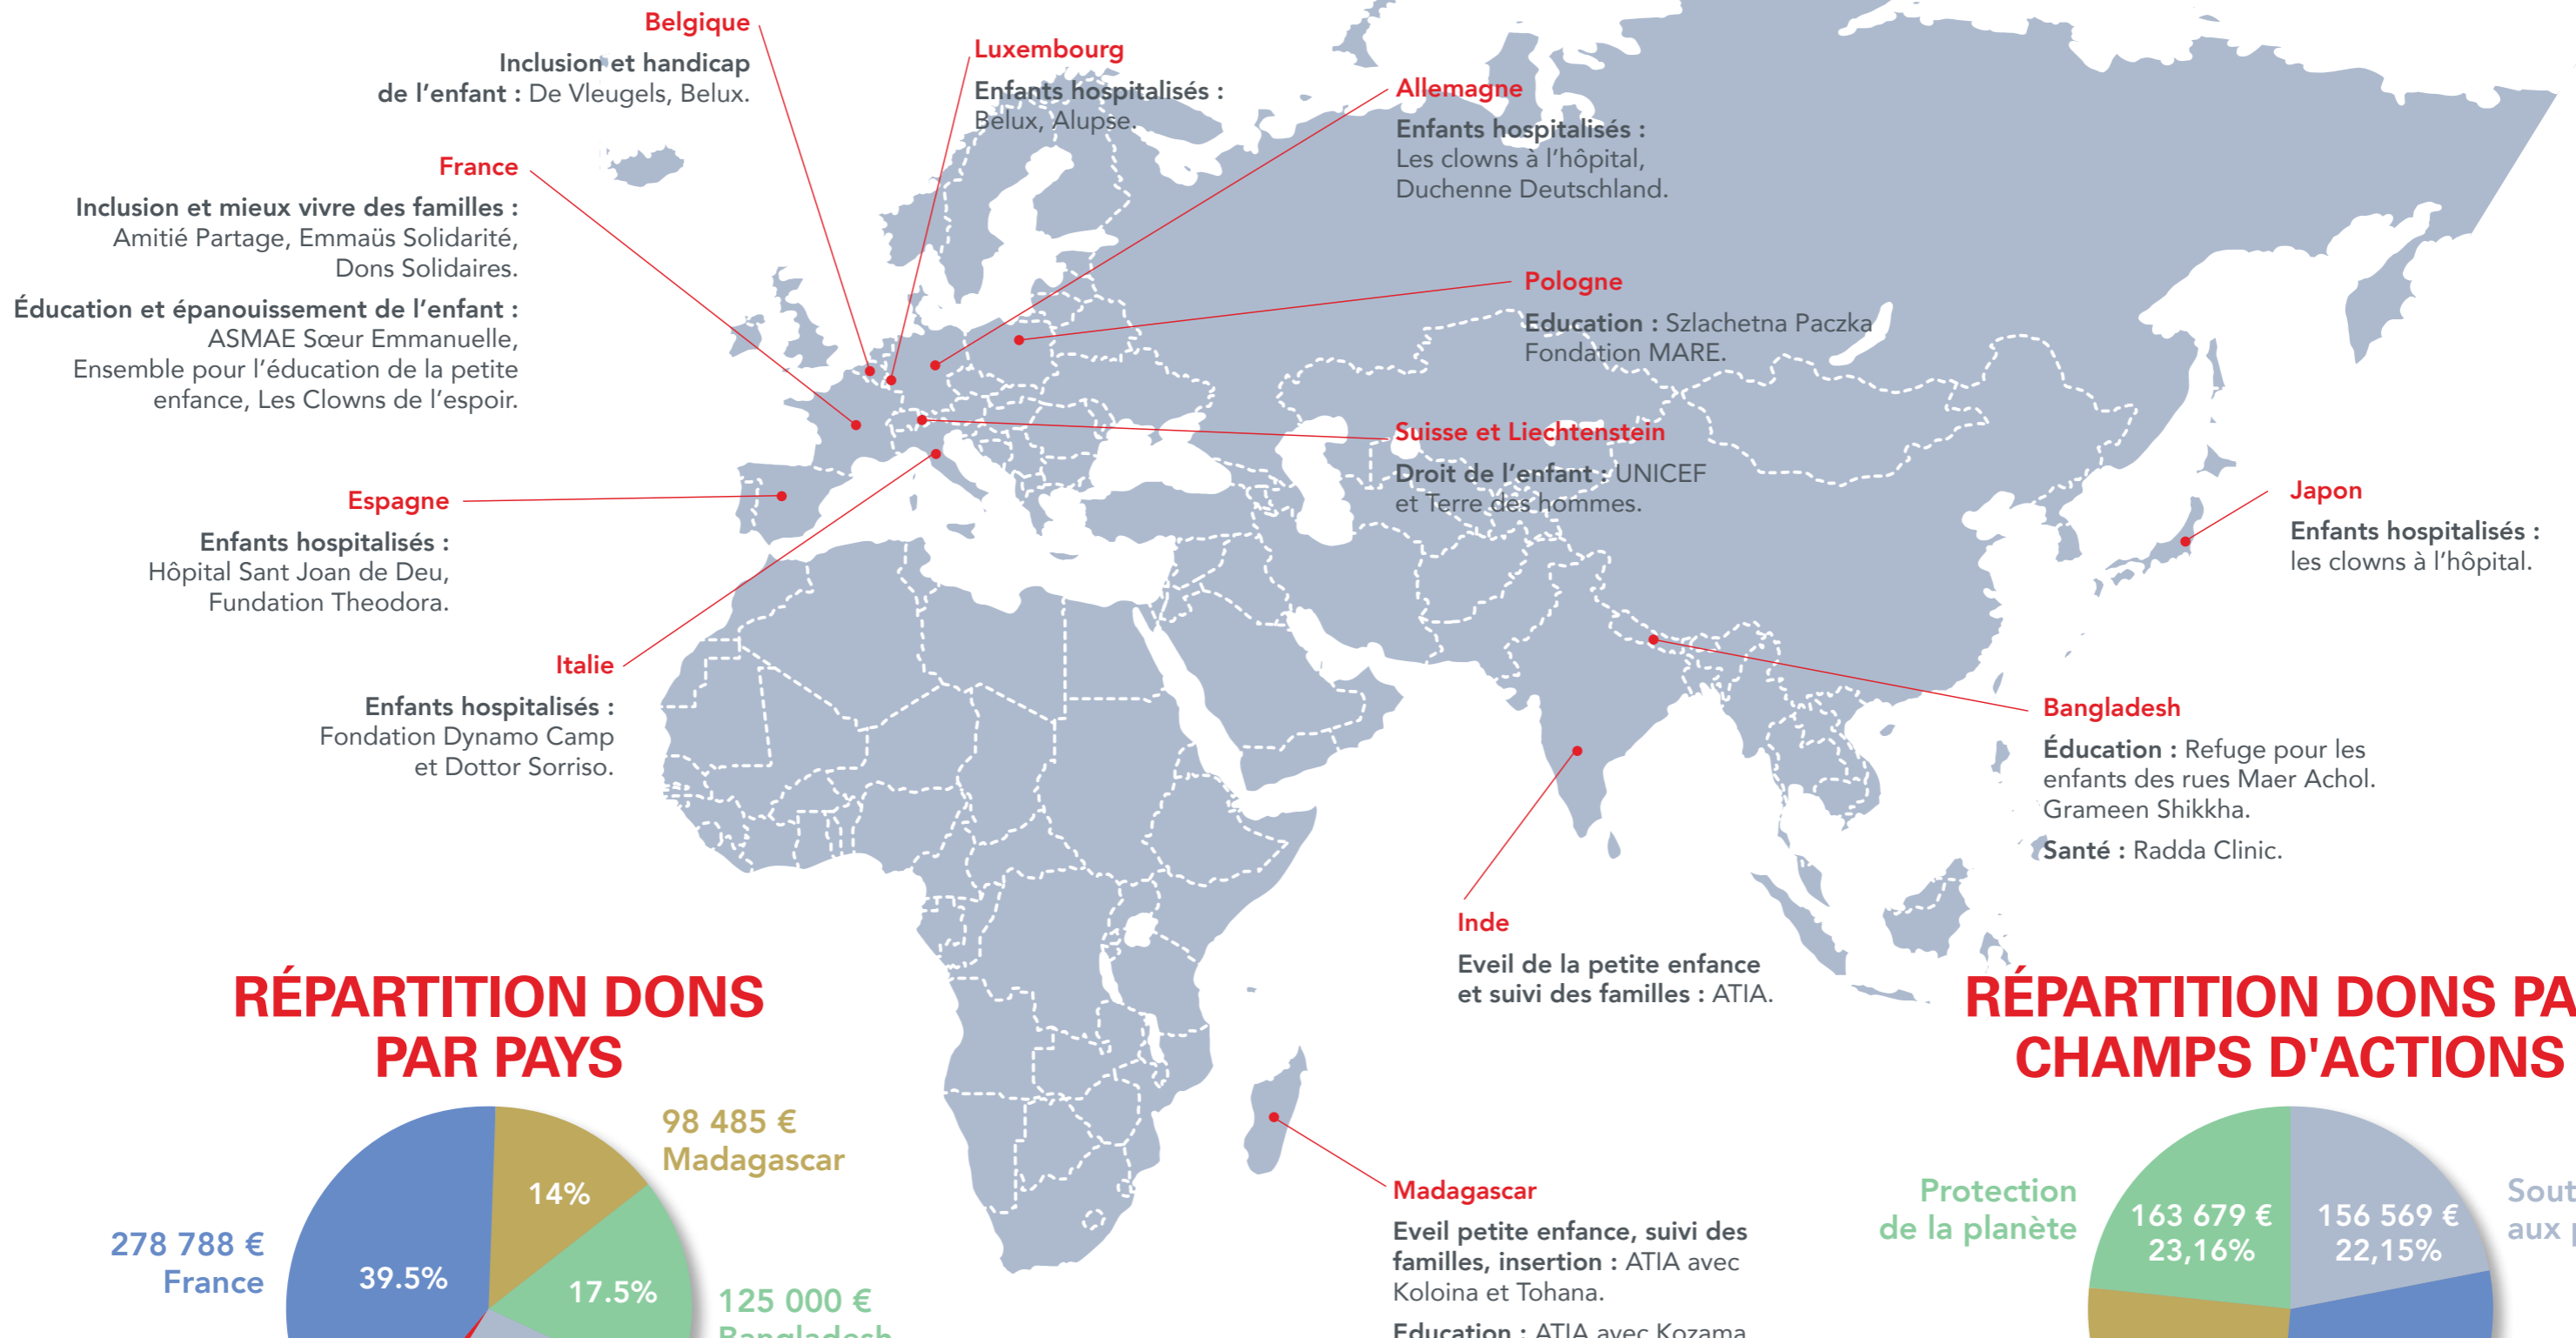 Belgique
Inclusion et handicap
de l'enfant : De Vleugels, Belux.
Luxembourg
Enfants hospitalisés :
Belux, Alupse.
Allemagne
Enfants hospitalisés :
Les clowns à l'hôpital,
Duchenne Deutschland.
France
Inclusion et mieux vivre des familles :
Amitié Partage, Emmaüs Solidarité,
Dons Solidaires.
Éducation et épanouissement de l'enfant :
ASMAE Sœur Emmanuelle,
Ensemble pour l'éducation de la petite
enfance, Les Clowns de l'espoir.
Pologne
Education : Szlachetna Paczka
Fondation MARE.
Suisse et Liechtenstein
Droit de l'enfant : UNICEF
et Terre des hommes.
Espagne
Enfants hospitalisés :
Hôpital Sant Joan de Deu,
Fundation Theodora.
Japon
Enfants hospitalisés :
les clowns à l'hôpital.
Italie
Enfants hospitalisés :
Fondation Dynamo Camp
et Dottor Sorriso.
Bangladesh
Éducation : Refuge pour les
enfants des rues Maer Achol.
Grameen Shikkha.
Santé : Radda Clinic.
Inde
Eveil de la petite enfance
et suivi des familles : ATIA.
Madagascar
Eveil petite enfance, suivi des
familles, insertion : ATIA avec
Koloina et Tohana.
Education : ATIA avec Kozama
RÉPARTITION DONS
PAR PAYS
98 485 €
Madagascar
14%
278 788 €
France
39.5%
17.5%
125 000 €
Bangladesh
RÉPARTITION DONS PA
CHAMPS D'ACTIONS
Protection
de la planète
163 679 €
23,16%
156 569 €
22,15%
Sout
aux p